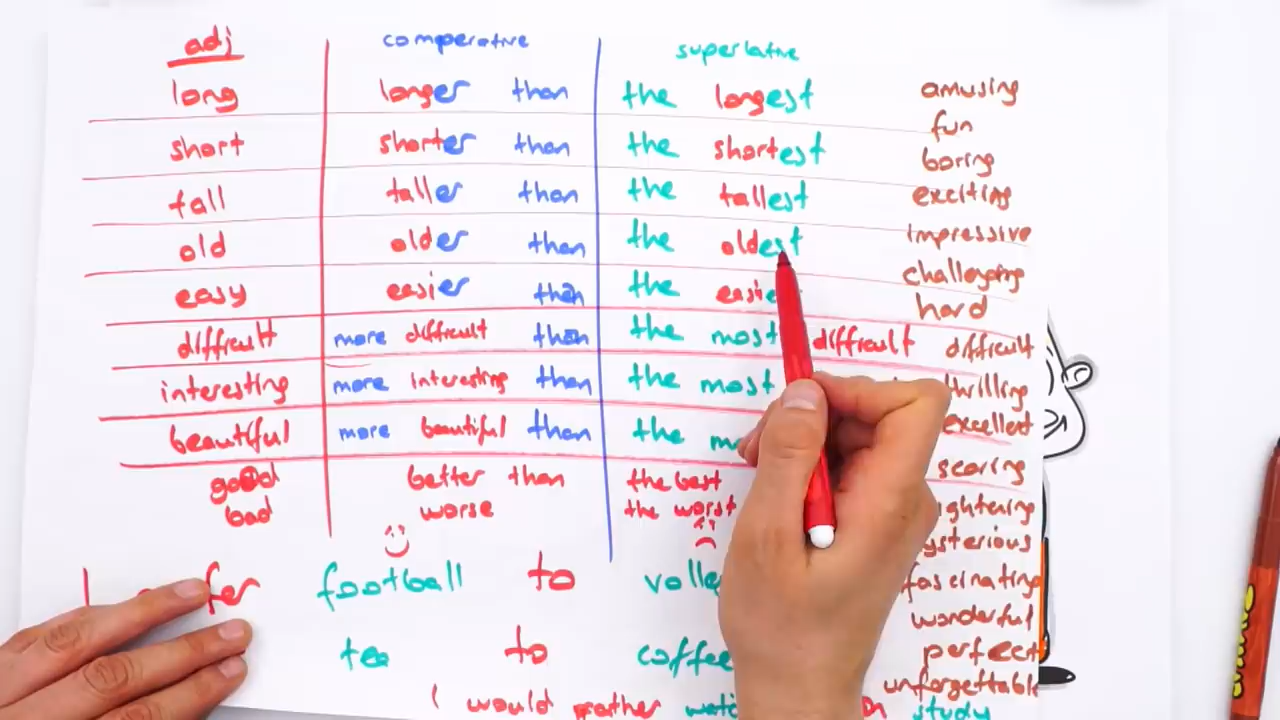 adj comperative superlative
long longer than the longest amusing
fun
short shorter than the shortest boring
tall taller than the tallest exciting
old older than the oldest impressive
challenging
easy easier than the hard
difficult more difficult than the most difficult difficult
interesting more interesting than the most thrilling
excellent
beautiful more beautiful than the
good better than the best scaring
bad worse the worst
mysterious
I football to fascinating
wonderful
tea to coffee perfect
unforgettable
I would rather study